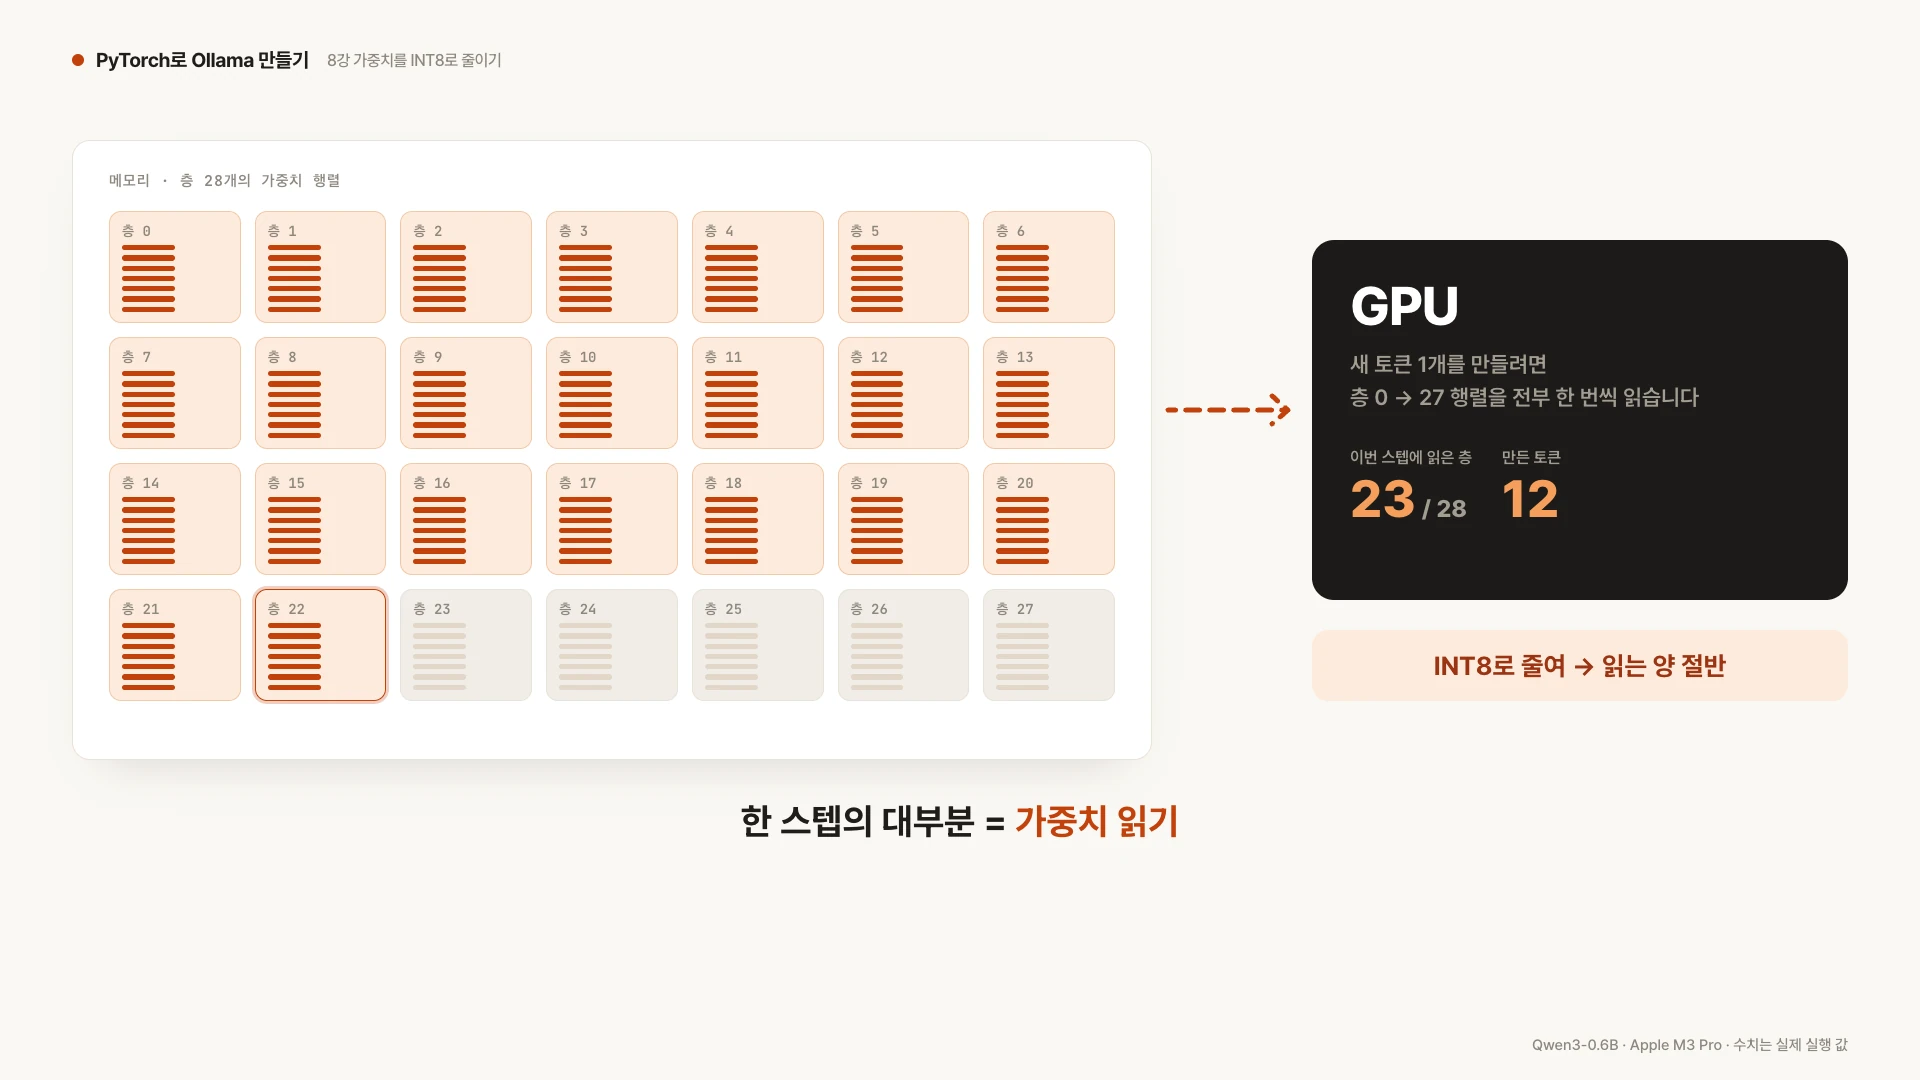 PyTorch로 Ollama 만들기 8강 가중치를 INT8로 줄이기
메모리 · 층 28개의 가중치 행렬
층 0 층 1 층 2 층 3 층 4 층 5 층 6
층 7 층 8 층 9 층 10 층 11 층 12 층 13
층 14 층 15 층 16 층 17 층 18 층 19 층 20
층 21 층 22 층 23 층 24 층 25 층 26 층 27
GPU
새 토큰 1개를 만들려면
층 0 → 27 행렬을 전부 한 번씩 읽습니다
이번 스텝에 읽은 층 만든 토큰
23 / 28 12
INT8로 줄여 → 읽는 양 절반
한 스텝의 대부분 = 가중치 읽기
Qwen3-0.6B · Apple M3 Pro · 수치는 실제 실행 값